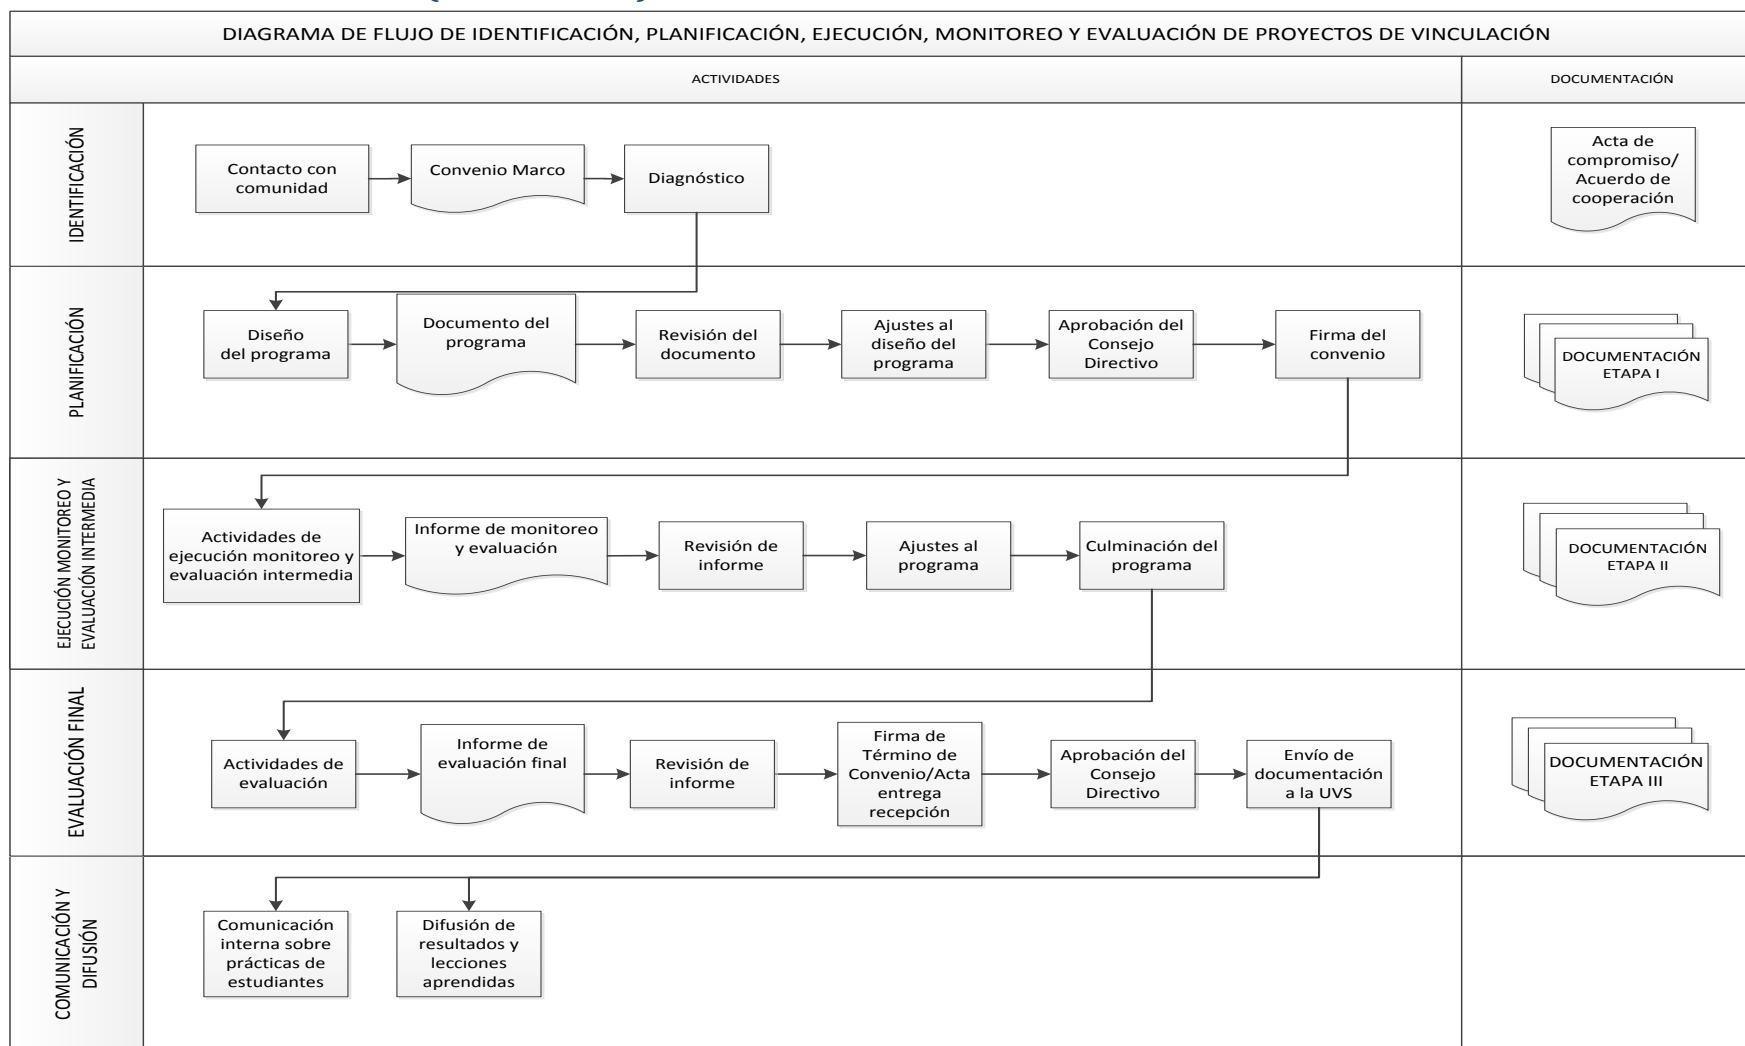 DIAGRAMA DE FLUJO DE IDENTIFICACIÓN, PLANIFICACIÓN, EJECUCIÓN, MONITOREO Y EVALUACIÓN DE PROYECTOS DE VINCULACIÓN
ACTIVIDADES
DOCUMENTACIÓN
IDENTIFICACIÓN
Contacto con
comunidad
Convenio Marco
Diagnóstico
Acta de
compromiso/
Acuerdo de
cooperación
PLANIFICACIÓN
Diseño
del programa
Documento del
programa
Revisión del
documento
Ajustes al
diseño del
programa
Aprobación del
Consejo
Directivo
Firma del
convenio
DOCUMENTACIÓN
ETAPA I
EJECUCIÓN MONITOREO Y
EVALUACIÓN INTERMEDIA
Actividades de
ejecución monitoreo y
evaluación intermedia
Informe de monitoreo
y evaluación
Revisión de
informe
Ajustes al
programa
Culminación del
programa
DOCUMENTACIÓN
ETAPA II
EVALUACIÓN FINAL
Actividades de
evaluación
Informe de
evaluación final
Revisión de
informe
Firma de
Término de
Convenio/Acta
entrega
recepción
Aprobación del
Consejo
Directivo
Envío de
documentación
a la UVS
DOCUMENTACIÓN
ETAPA III
COMUNICACIÓN Y
DIFUSIÓN
Comunicación
interna sobre
prácticas de
estudiantes
Difusión de
resultados y
lecciones
aprendidas